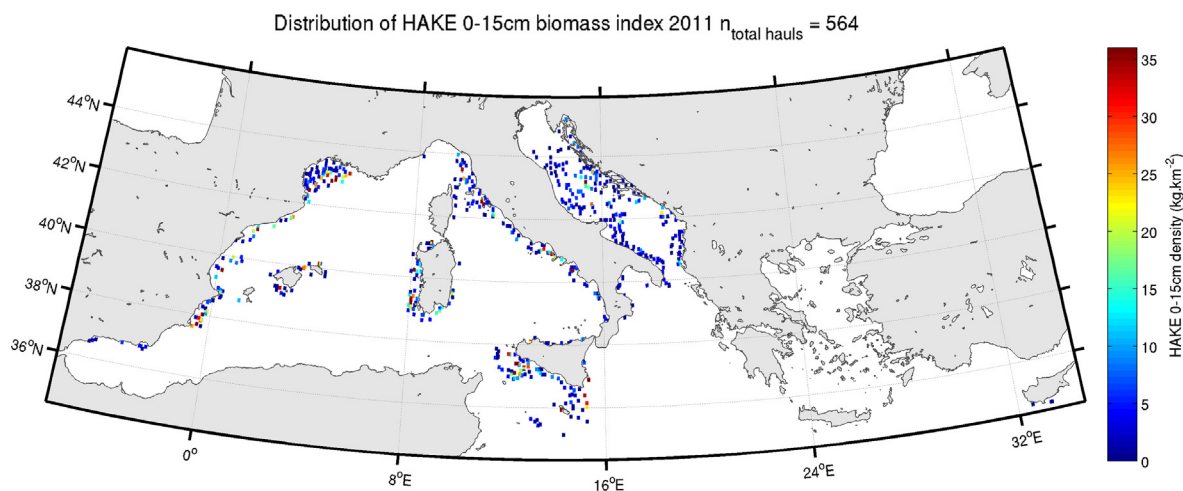 Distribution of HAKE 0-15cm biomass index 2011 n_total hauls = 564
44°N
42°N
40°N
38°N
36°N
0°
8°E
16°E
24°E
32°E
35
30
25
20
15
10
5
0
HAKE 0-15cm density (kg.km⁻²)